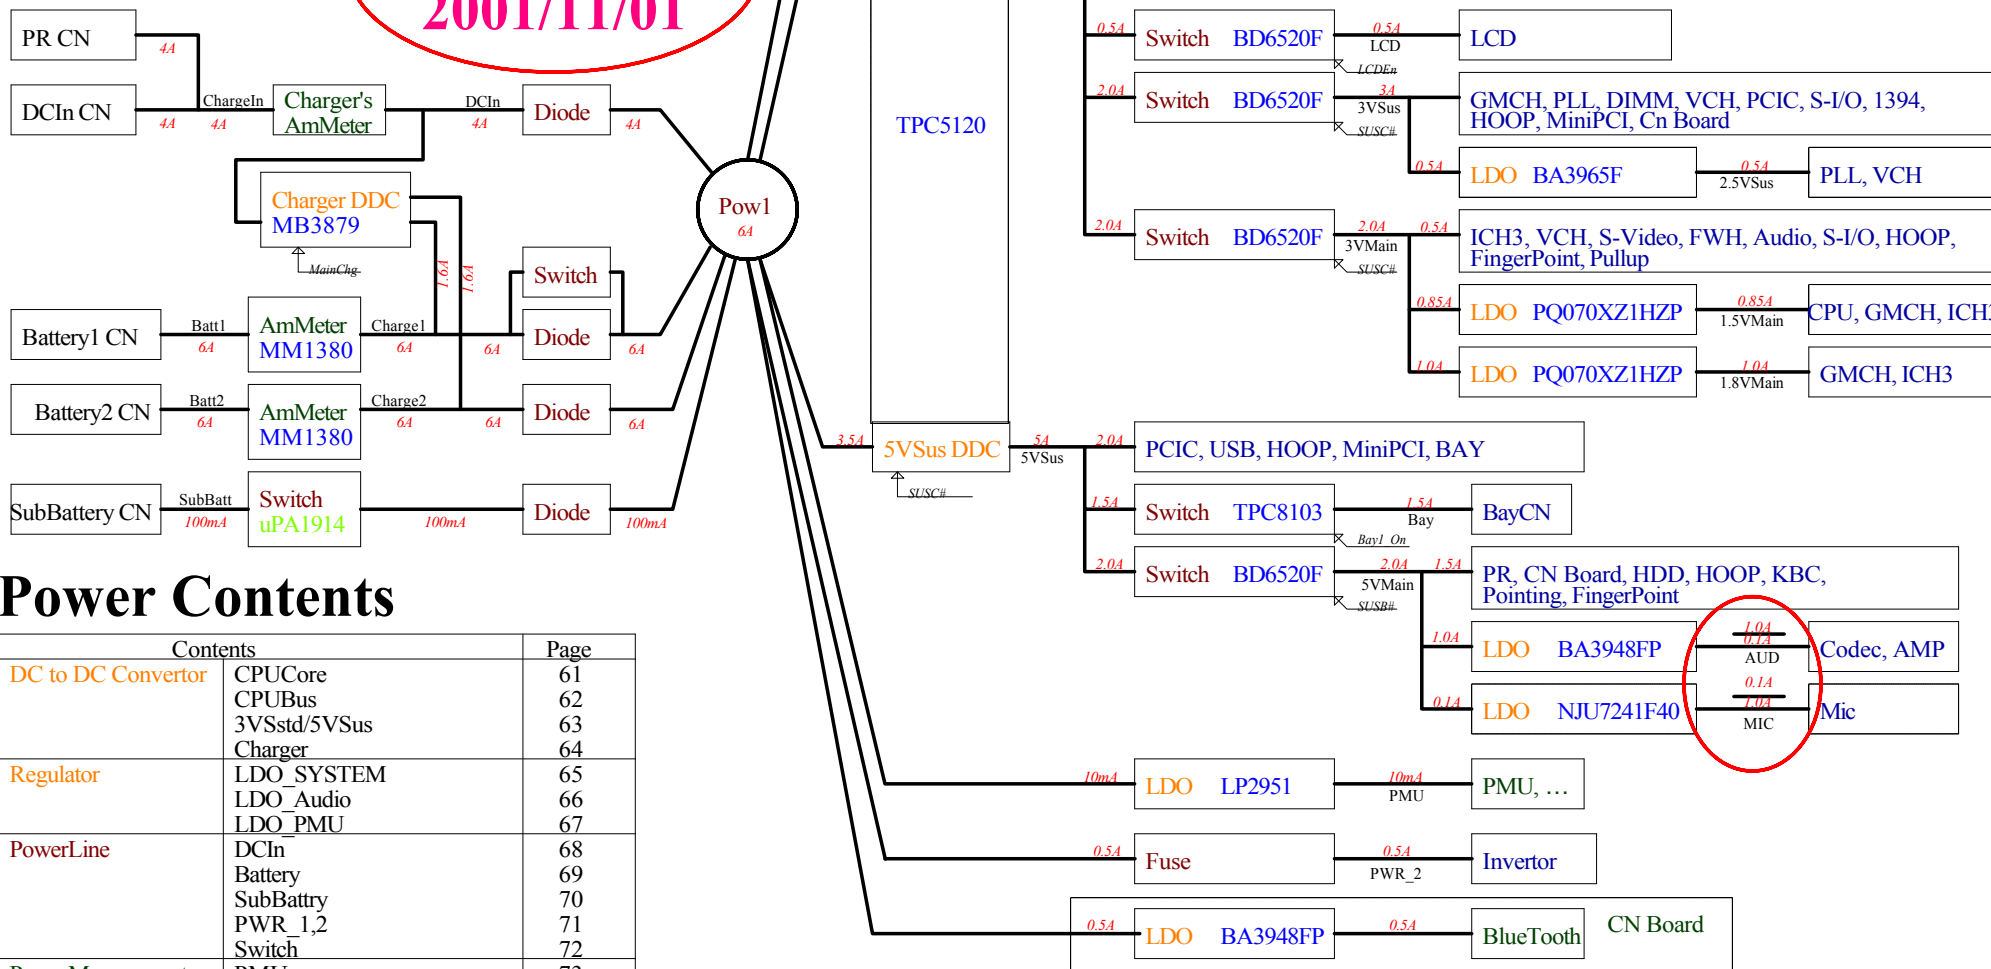 2001/11/01
PR CN
4A
DCIn CN
4A
ChargeIn
4A
Charger's
AmMeter
DCIn
4A
Diode
4A
Charger DDC
MB3879
MainChg
1.6A
1.6A
Pow1
6A
Switch
Battery1 CN
Batt1
6A
AmMeter
MM1380
Charge1
6A
6A
Diode
6A
Battery2 CN
Batt2
6A
AmMeter
MM1380
Charge2
6A
6A
Diode
6A
SubBattery CN
SubBatt
100mA
Switch
uPA1914
100mA
Diode
100mA
TPC5120
3.5A
5VSus DDC
SUSC#
5A
5VSus
0.5A
Switch BD6520F
LCDEn
0.5A
LCD
LCD
2.0A
Switch BD6520F
SUSC#
3A
3VSus
GMCH, PLL, DIMM, VCH, PCIC, S-I/O, 1394,
HOOP, MiniPCI, Cn Board
0.5A
LDO BA3965F
0.5A
2.5VSus
PLL, VCH
2.0A
Switch BD6520F
SUSC#
2.0A
3VMain
0.5A
ICH3, VCH, S-Video, FWH, Audio, S-I/O, HOOP,
FingerPoint, Pullup
0.85A
LDO PQ070XZ1HZP
0.85A
1.5VMain
CPU, GMCH, ICH3
1.0A
LDO PQ070XZ1HZP
1.0A
1.8VMain
GMCH, ICH3
2.0A
PCIC, USB, HOOP, MiniPCI, BAY
1.5A
Switch TPC8103
Bay1_On
1.5A
Bay
BayCN
2.0A
Switch BD6520F
SUSB#
2.0A
5VMain
1.5A
PR, CN Board, HDD, HOOP, KBC,
Pointing, FingerPoint
1.0A
LDO BA3948FP
1.0A
0.1A
AUD
Codec, AMP
0.1A
LDO NJU7241F40
0.1A
1.0A
MIC
Mic
10mA
LDO LP2951
10mA
PMU
PMU, …
0.5A
Fuse
0.5A
PWR_2
Invertor
0.5A
LDO BA3948FP
0.5A
BlueTooth
CN Board
Power Contents
Contents Page
DC to DC Convertor CPUCore 61
CPUBus 62
3VSstd/5VSus 63
Charger 64
Regulator LDO_SYSTEM 65
LDO_Audio 66
LDO_PMU 67
PowerLine DCIn 68
Battery 69
SubBattry 70
PWR_1,2 71
Switch 72